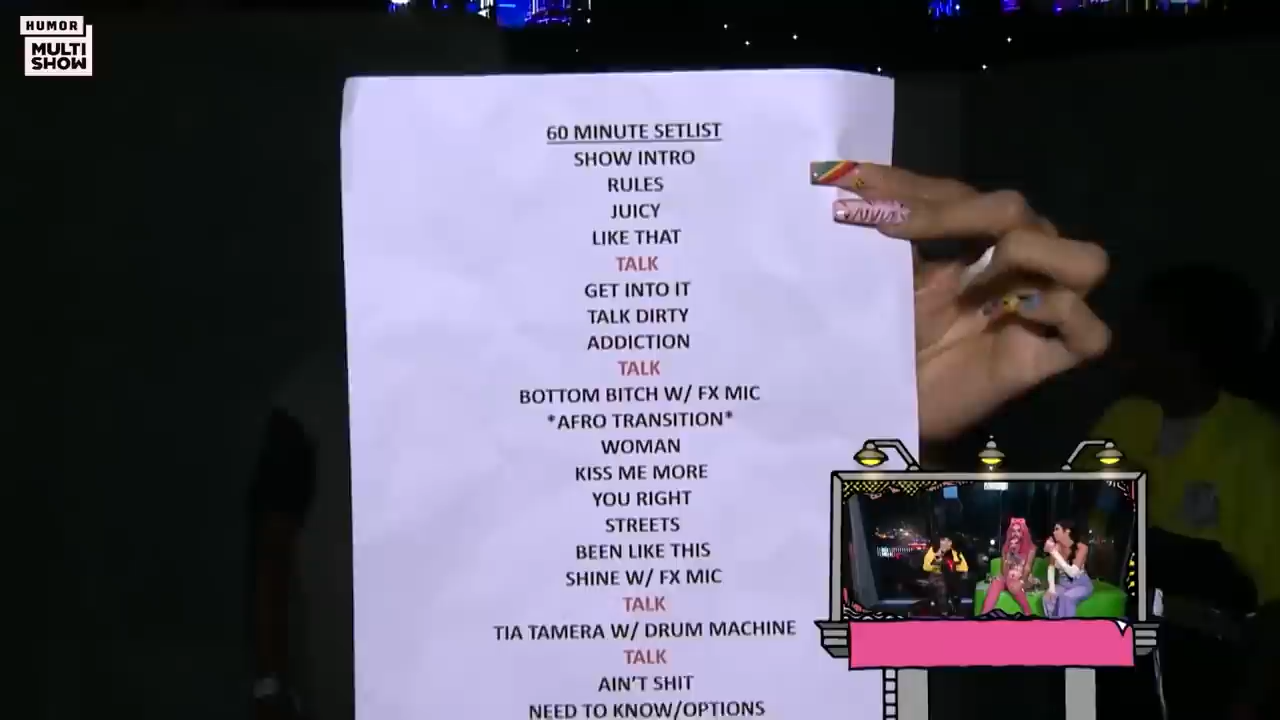 HUMOR
MULTI
SHOW
60 MINUTE SETLIST
SHOW INTRO
RULES
JUICY
LIKE THAT
TALK
GET INTO IT
TALK DIRTY
ADDICTION
TALK
BOTTOM BITCH W/ FX MIC
*AFRO TRANSITION*
WOMAN
KISS ME MORE
YOU RIGHT
STREETS
BEEN LIKE THIS
SHINE W/ FX MIC
TALK
TIA TAMERA W/ DRUM MACHINE
TALK
AIN'T SHIT
NEED TO KNOW/OPTIONS